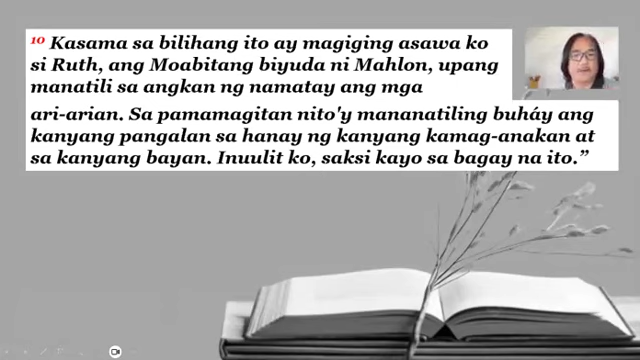 10 Kasama sa bilihang ito ay magiging asawa ko
si Ruth, ang Moabitang biyuda ni Mahlon, upang
manatili sa angkan ng namatay ang mga
ari-arian. Sa pamamagitan nito'y mananatiling buháy ang
kanyang pangalan sa hanay ng kanyang kamag-anakan at
sa kanyang bayan. Inuulit ko, saksi kayo sa bagay na ito.”